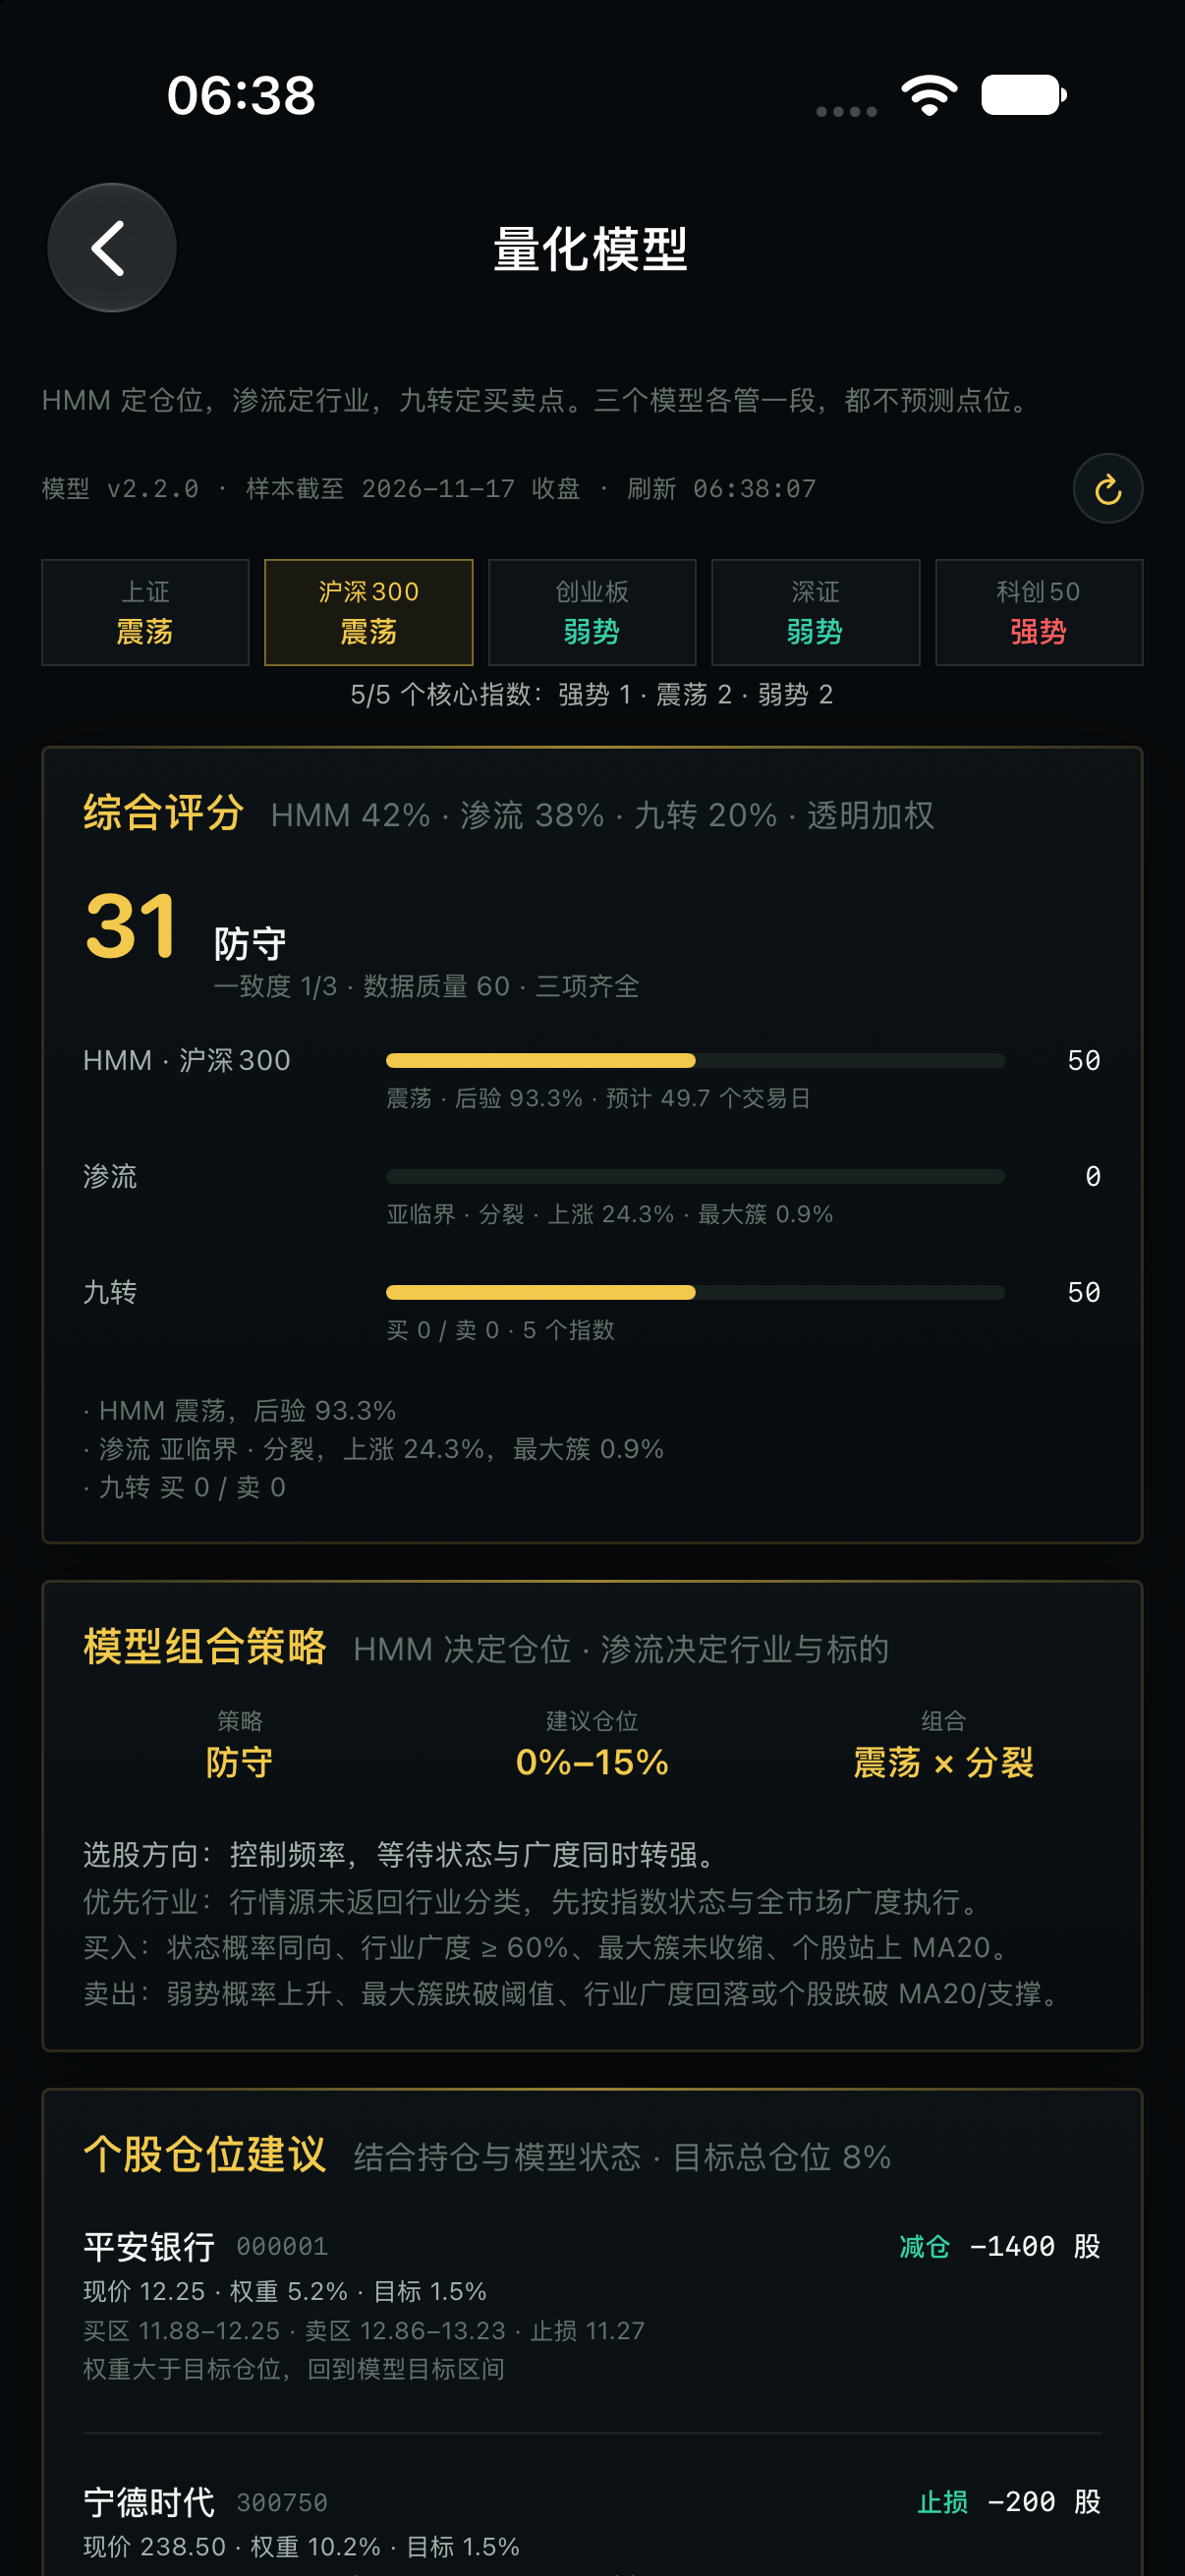 06:38
量化模型
HMM 定仓位，渗流定行业，九转定买卖点。三个模型各管一段，都不预测点位。
模型 v2.2.0 · 样本截至 2026-11-17 收盘 · 刷新 06:38:07
上证 沪深300 创业板 深证 科创50
震荡 震荡 弱势 弱势 强势
5/5 个核心指数：强势 1 · 震荡 2 · 弱势 2
综合评分 HMM 42% · 渗流 38% · 九转 20% · 透明加权
31 防守
一致度 1/3 · 数据质量 60 · 三项齐全
HMM · 沪深300 50
震荡 · 后验 93.3% · 预计 49.7 个交易日
渗流 0
亚临界 · 分裂 · 上涨 24.3% · 最大簇 0.9%
九转 50
买 0 / 卖 0 · 5 个指数
· HMM 震荡，后验 93.3%
· 渗流 亚临界 · 分裂，上涨 24.3%，最大簇 0.9%
· 九转 买 0 / 卖 0
模型组合策略 HMM 决定仓位 · 渗流决定行业与标的
策略 建议仓位 组合
防守 0%–15% 震荡 × 分裂
选股方向：控制频率，等待状态与广度同时转强。
优先行业：行情源未返回行业分类，先按指数状态与全市场广度执行。
买入：状态概率同向、行业广度 ≥ 60%、最大簇未收缩、个股站上 MA20。
卖出：弱势概率上升、最大簇跌破阈值、行业广度回落或个股跌破 MA20/支撑。
个股仓位建议 结合持仓与模型状态 · 目标总仓位 8%
平安银行 000001 减仓 −1400 股
现价 12.25 · 权重 5.2% · 目标 1.5%
买区 11.88–12.25 · 卖区 12.86–13.23 · 止损 11.27
权重大于目标仓位，回到模型目标区间
宁德时代 300750 止损 −200 股
现价 238.50 · 权重 10.2% · 目标 1.5%